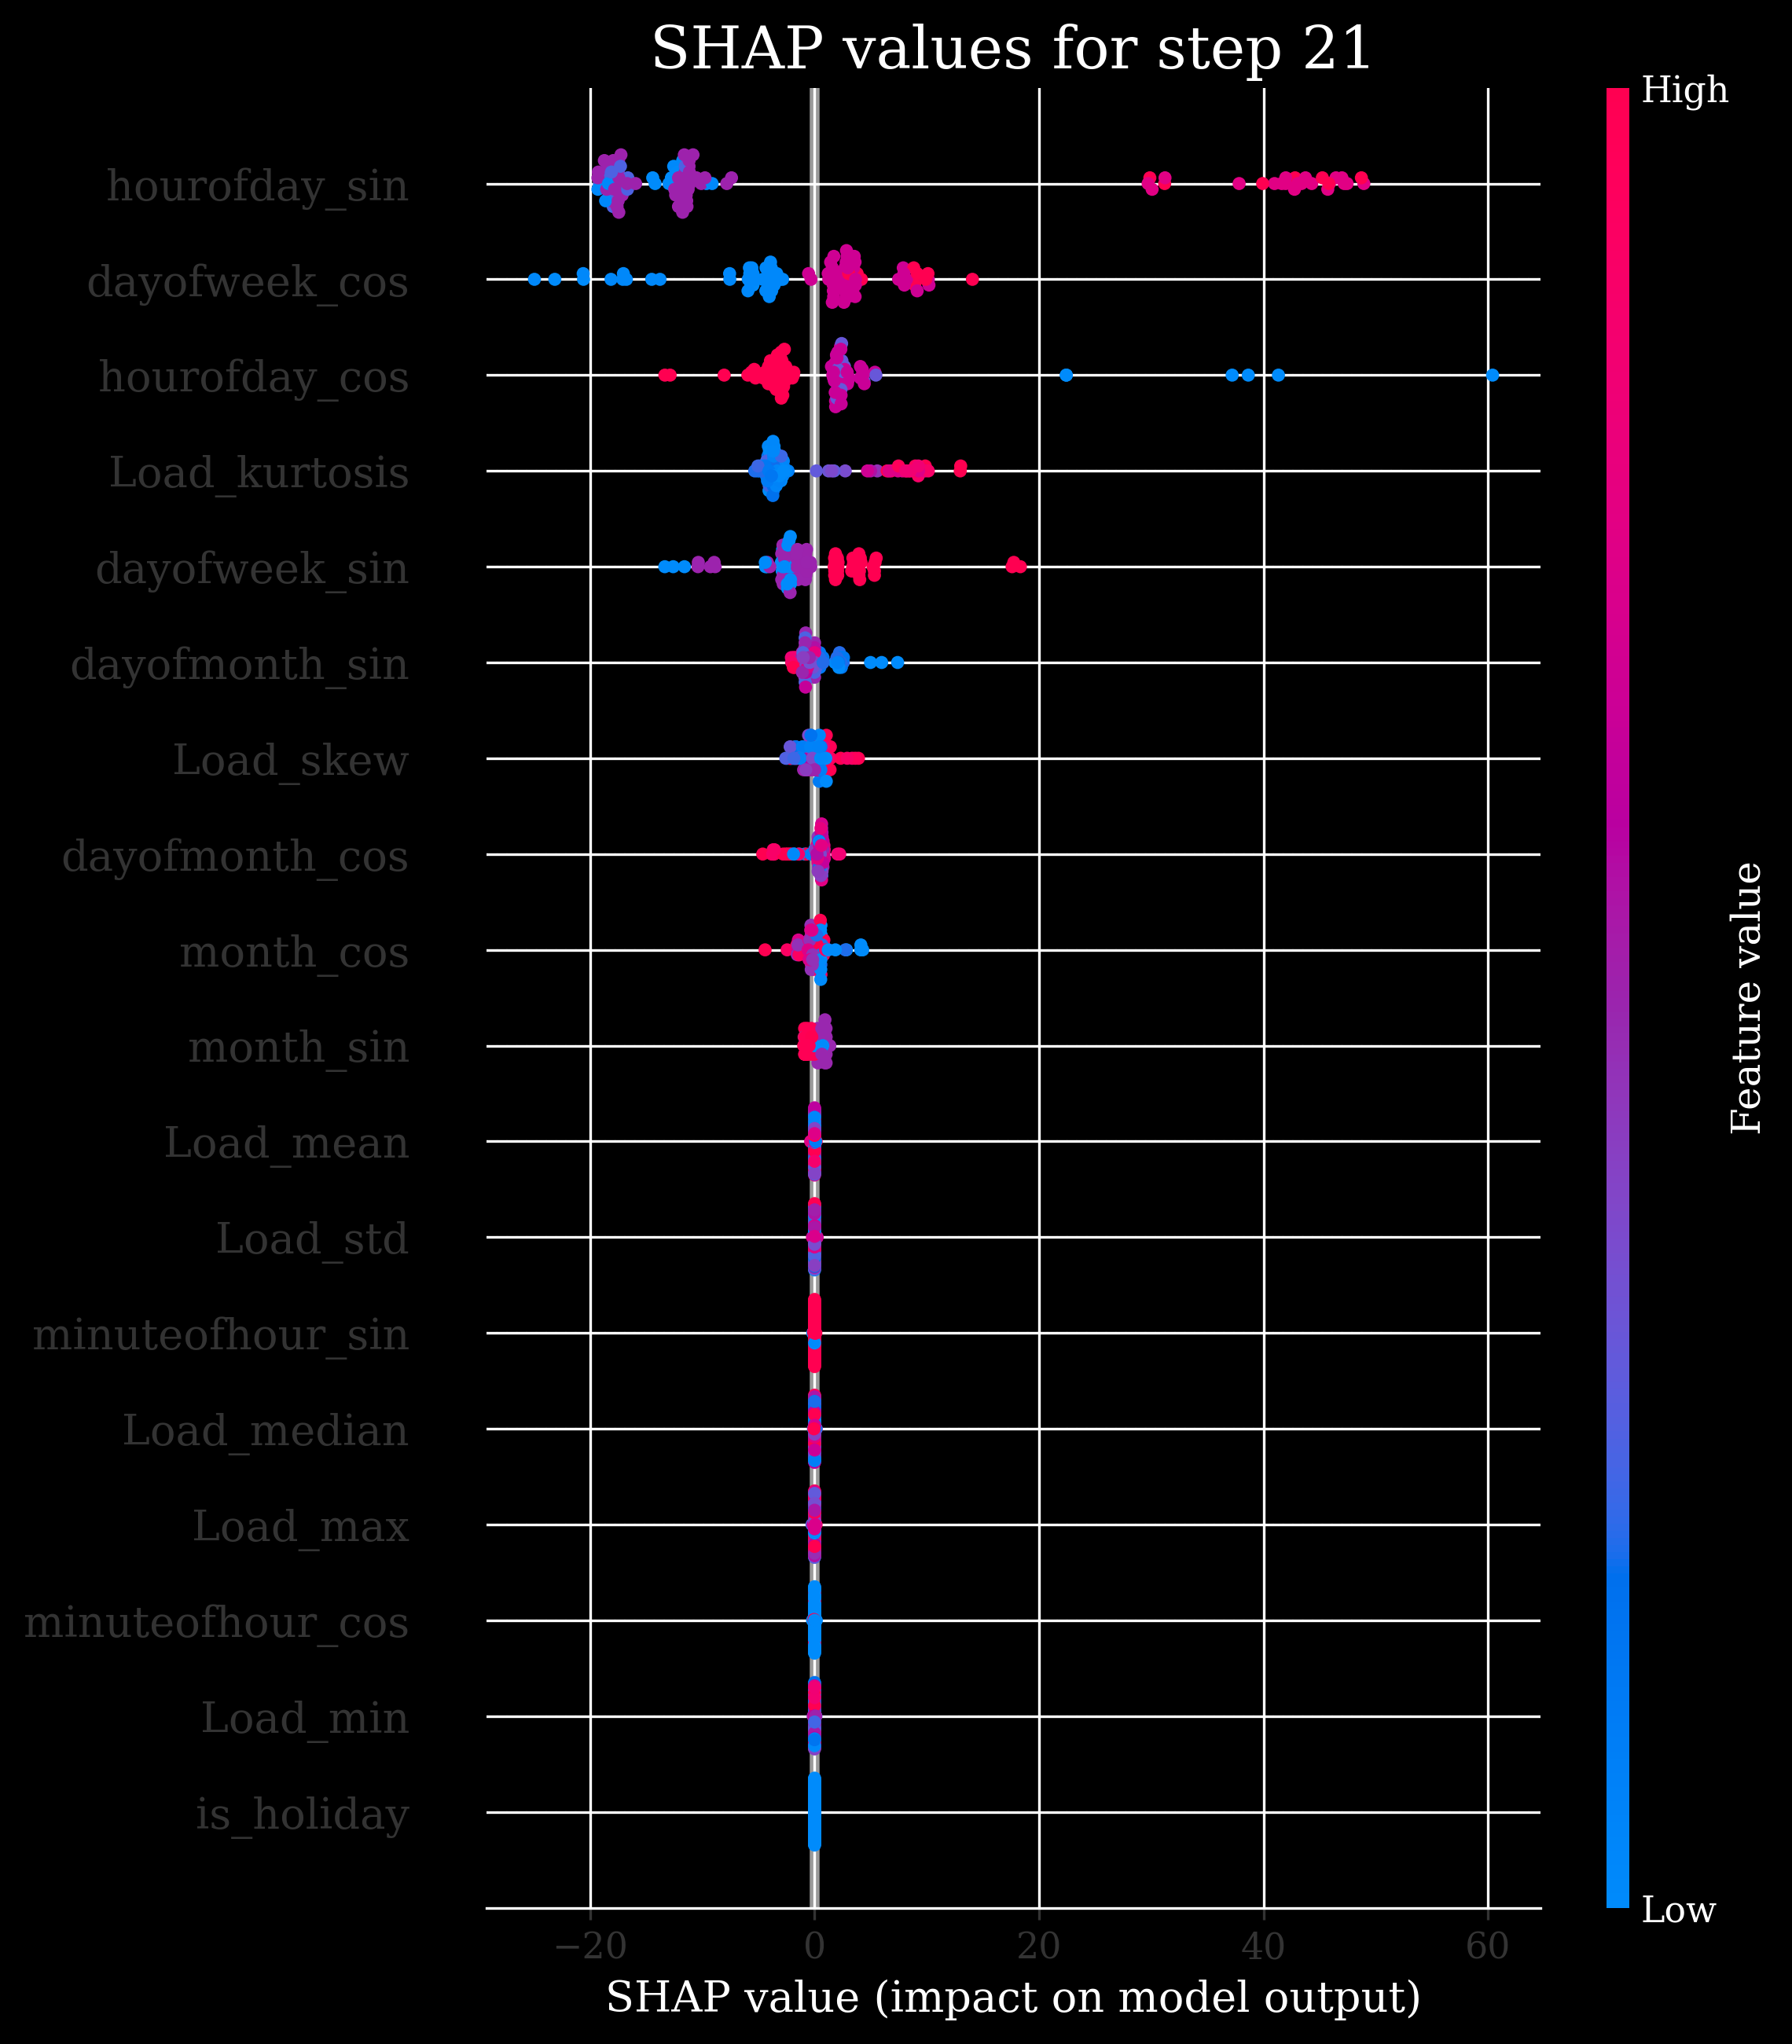 SHAP values for step 21
High
hourofday_sin
dayofweek_cos
hourofday_cos
Load_kurtosis
dayofweek_sin
dayofmonth_sin
Load_skew
dayofmonth_cos
month_cos
month_sin
Load_mean
Load_std
minuteofhour_sin
Load_median
Load_max
minuteofhour_cos
Load_min
is_holiday
Feature value
Low
−20 0 20 40 60
SHAP value (impact on model output)